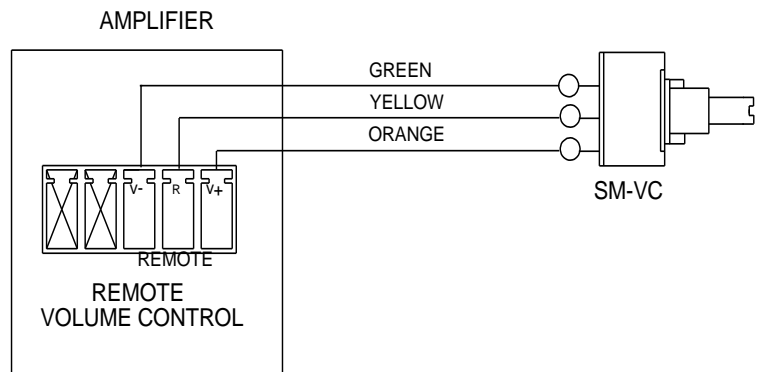 AMPLIFIER
GREEN
YELLOW
ORANGE
SM-VC
V- R V+
REMOTE
REMOTE
VOLUME CONTROL